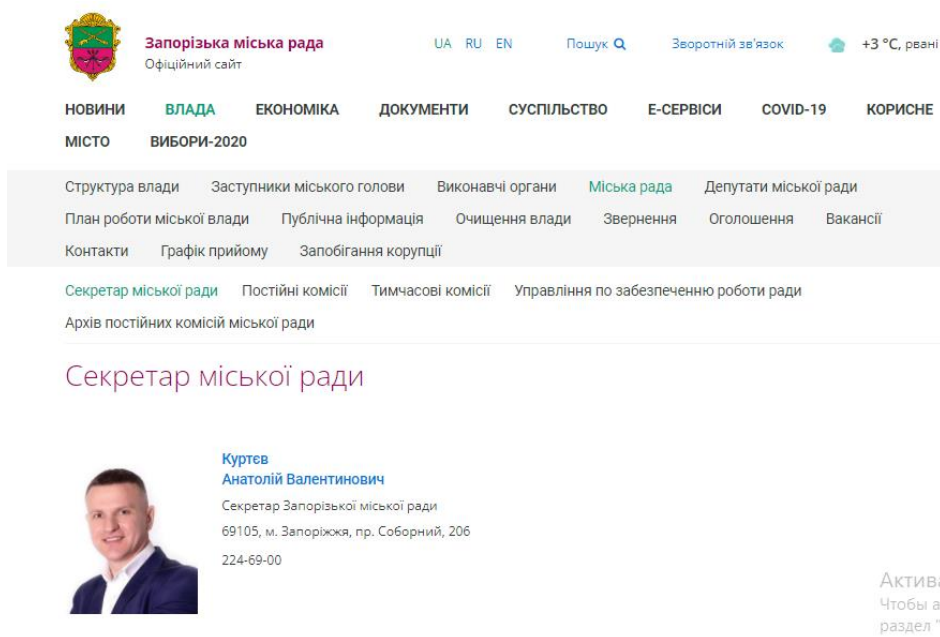 Запорізька міська рада
Офіційний сайт
UA RU EN
Пошук
Зворотній зв'язок
+3 °C, рвані
НОВИНИ ВЛАДА ЕКОНОМІКА ДОКУМЕНТИ СУСПІЛЬСТВО Е-СЕРВІСИ COVID-19 КОРИСНЕ
МІСТО ВИБОРИ-2020
Структура влади Заступники міського голови Виконавчі органи Міська рада Депутати міської ради
План роботи міської влади Публічна інформація Очищення влади Звернення Оголошення Вакансії
Контакти Графік прийому Запобігання корупції
Секретар міської ради Постійні комісії Тимчасові комісії Управління по забезпеченню роботи ради
Архів постійних комісій міської ради
Секретар міської ради
Куртєв
Анатолій Валентинович
Секретар Запорізької міської ради
69105, м. Запоріжжя, пр. Соборний, 206
224-69-00
Актива
Чтобы а
раздел "